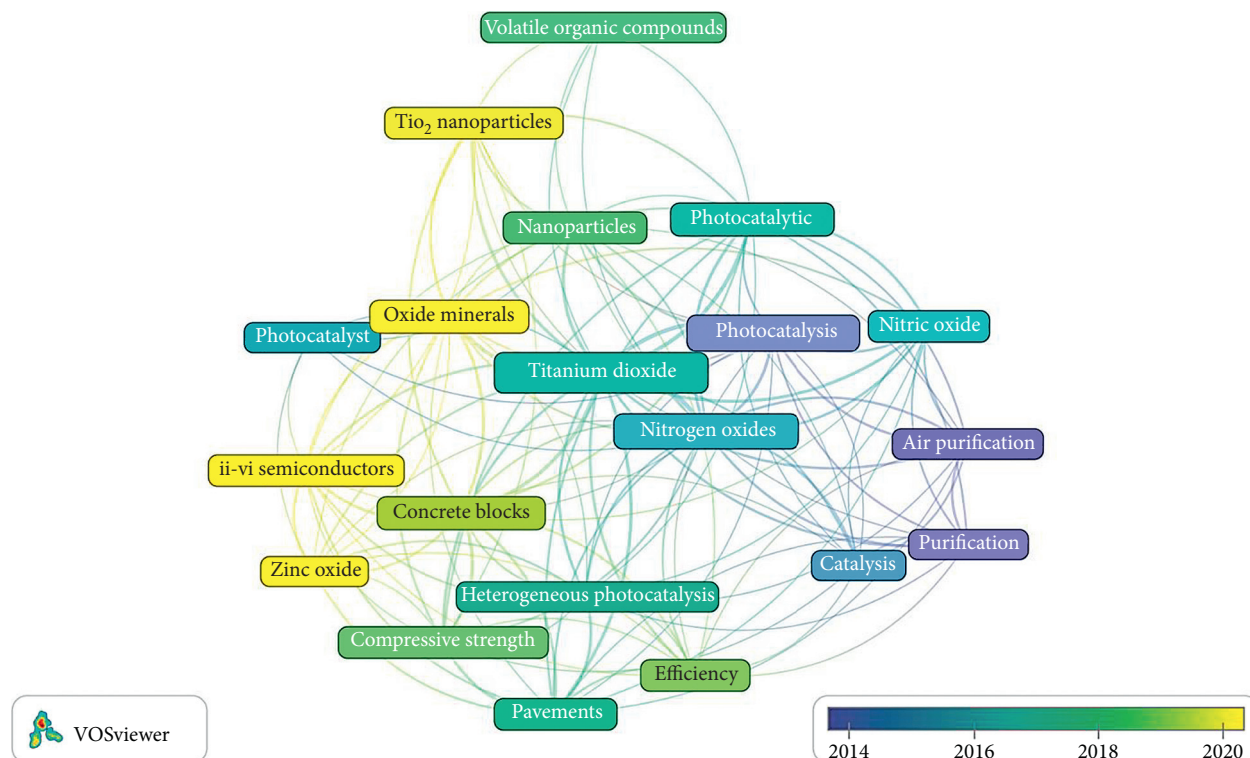 Volatile organic compounds
Tio₂ nanoparticles
Nanoparticles
Photocatalytic
Oxide minerals
Photocatalyst
Photocatalysis
Nitric oxide
Titanium dioxide
Nitrogen oxides
Air purification
ii-vi semiconductors
Concrete blocks
Purification
Catalysis
Zinc oxide
Heterogeneous photocatalysis
Compressive strength
Efficiency
Pavements
VOSviewer
2014 2016 2018 2020